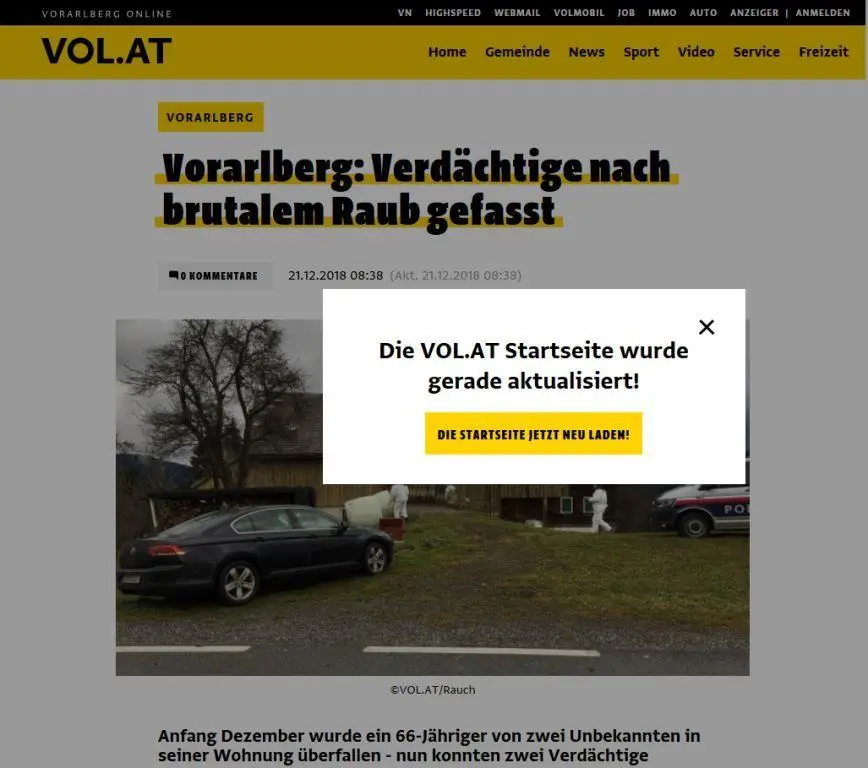 VORARLBERG ONLINE
VN HIGHSPEED WEBMAIL VOLMOBIL JOB IMMO AUTO ANZEIGER | ANMELDEN
VOL.AT
Home Gemeinde News Sport Video Service Freizeit
VORARLBERG
Vorarlberg: Verdächtige nach
brutalem Raub gefasst
0 KOMMENTARE 21.12.2018 08:38 (Akt. 21.12.2018 08:38)
Die VOL.AT Startseite wurde
gerade aktualisiert!
DIE STARTSEITE JETZT NEU LADEN!
PO
©VOL.AT/Rauch
Anfang Dezember wurde ein 66-Jähriger von zwei Unbekannten in
seiner Wohnung überfallen - nun konnten zwei Verdächtige